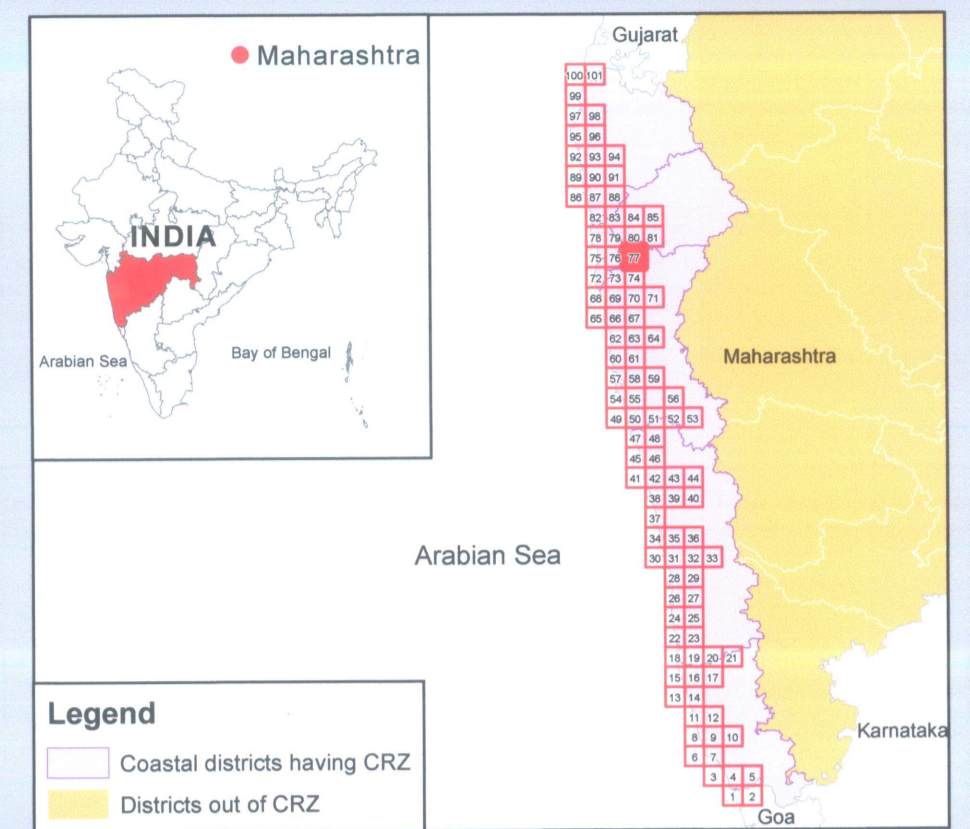 Maharashtra
INDIA
Arabian Sea
Bay of Bengal
Gujarat
100 101
99
97 98
95 96
92 93 94
89 90 91
86 87 88
82 83 84 85
78 79 80 81
75 76 77
72 73 74
68 69 70 71
65 66 67
62 63 64
60 61
Maharashtra
57 58 59
54 55 56
49 50 51 52 53
47 48
45 46
41 42 43 44
38 39 40
37
34 35 36
Arabian Sea
30 31 32 33
28 29
26 27
24 25
22 23
18 19 20 21
15 16 17
13 14
11 12
Karnataka
8 9 10
6 7
3 4 5
1 2
Goa
Legend
Coastal districts having CRZ
Districts out of CRZ